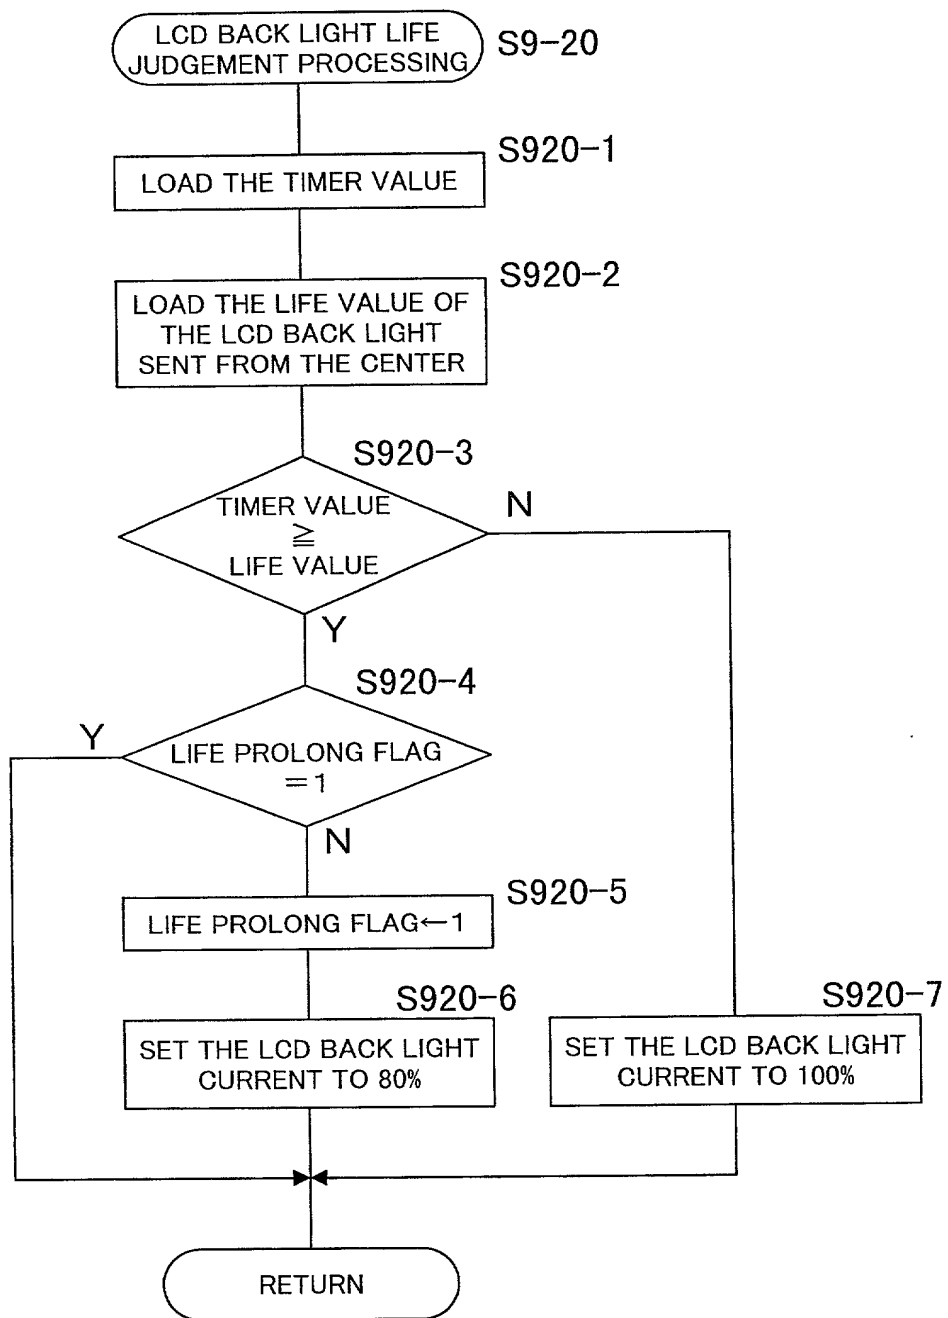 LCD BACK LIGHT LIFE
JUDGEMENT PROCESSING
S9-20
S920-1
LOAD THE TIMER VALUE
S920-2
LOAD THE LIFE VALUE OF
THE LCD BACK LIGHT
SENT FROM THE CENTER
S920-3
TIMER VALUE
≧
LIFE VALUE
N
Y
S920-4
Y
LIFE PROLONG FLAG
=1
N
S920-5
LIFE PROLONG FLAG←1
S920-6
SET THE LCD BACK LIGHT
CURRENT TO 80%
S920-7
SET THE LCD BACK LIGHT
CURRENT TO 100%
RETURN